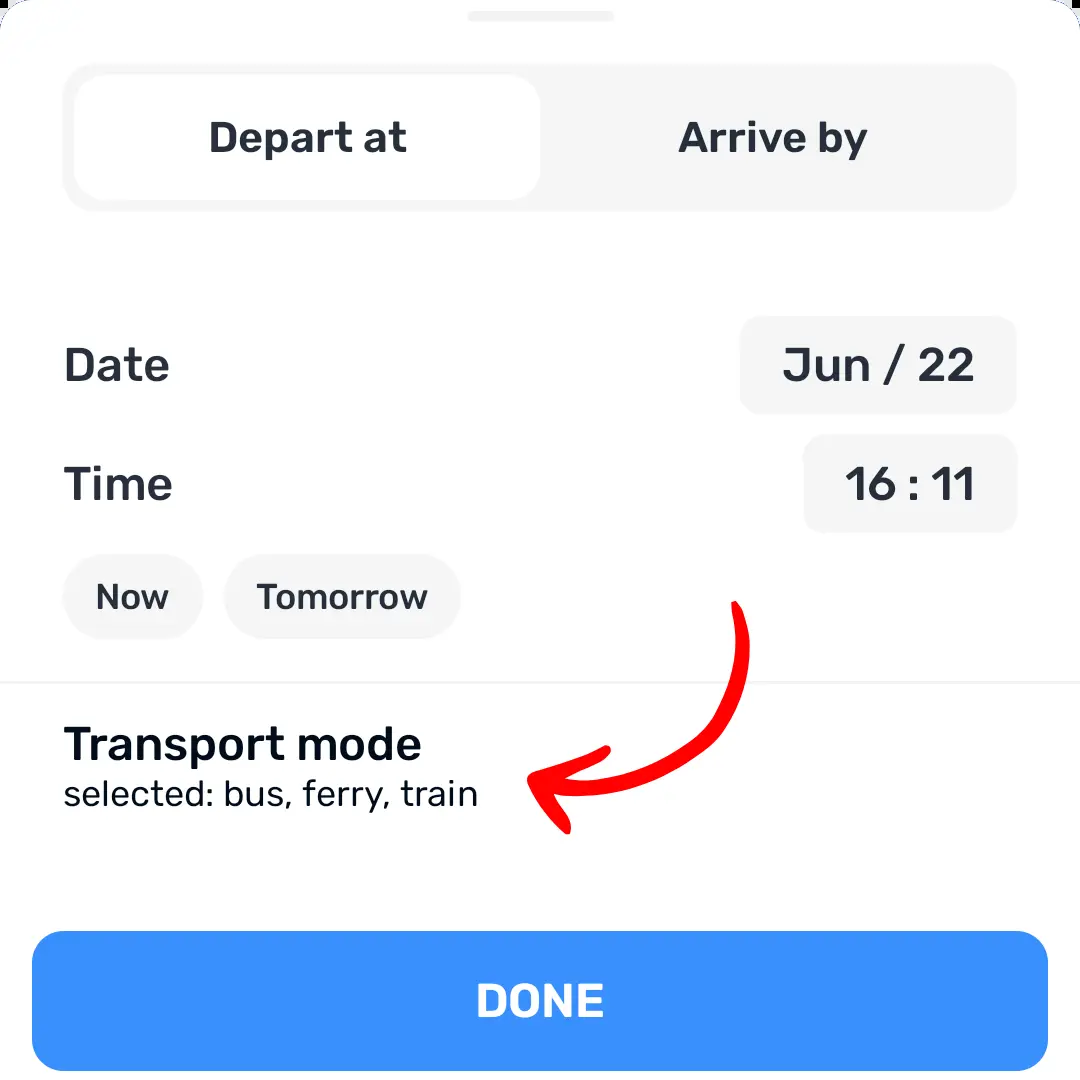 Depart at
Arrive by
Date
Jun / 22
Time
16 : 11
Now
Tomorrow
Transport mode
selected: bus, ferry, train
DONE